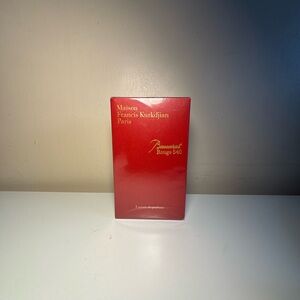 Maison
Francis Kurkdjian
Paris
Baccarat
Rouge 540